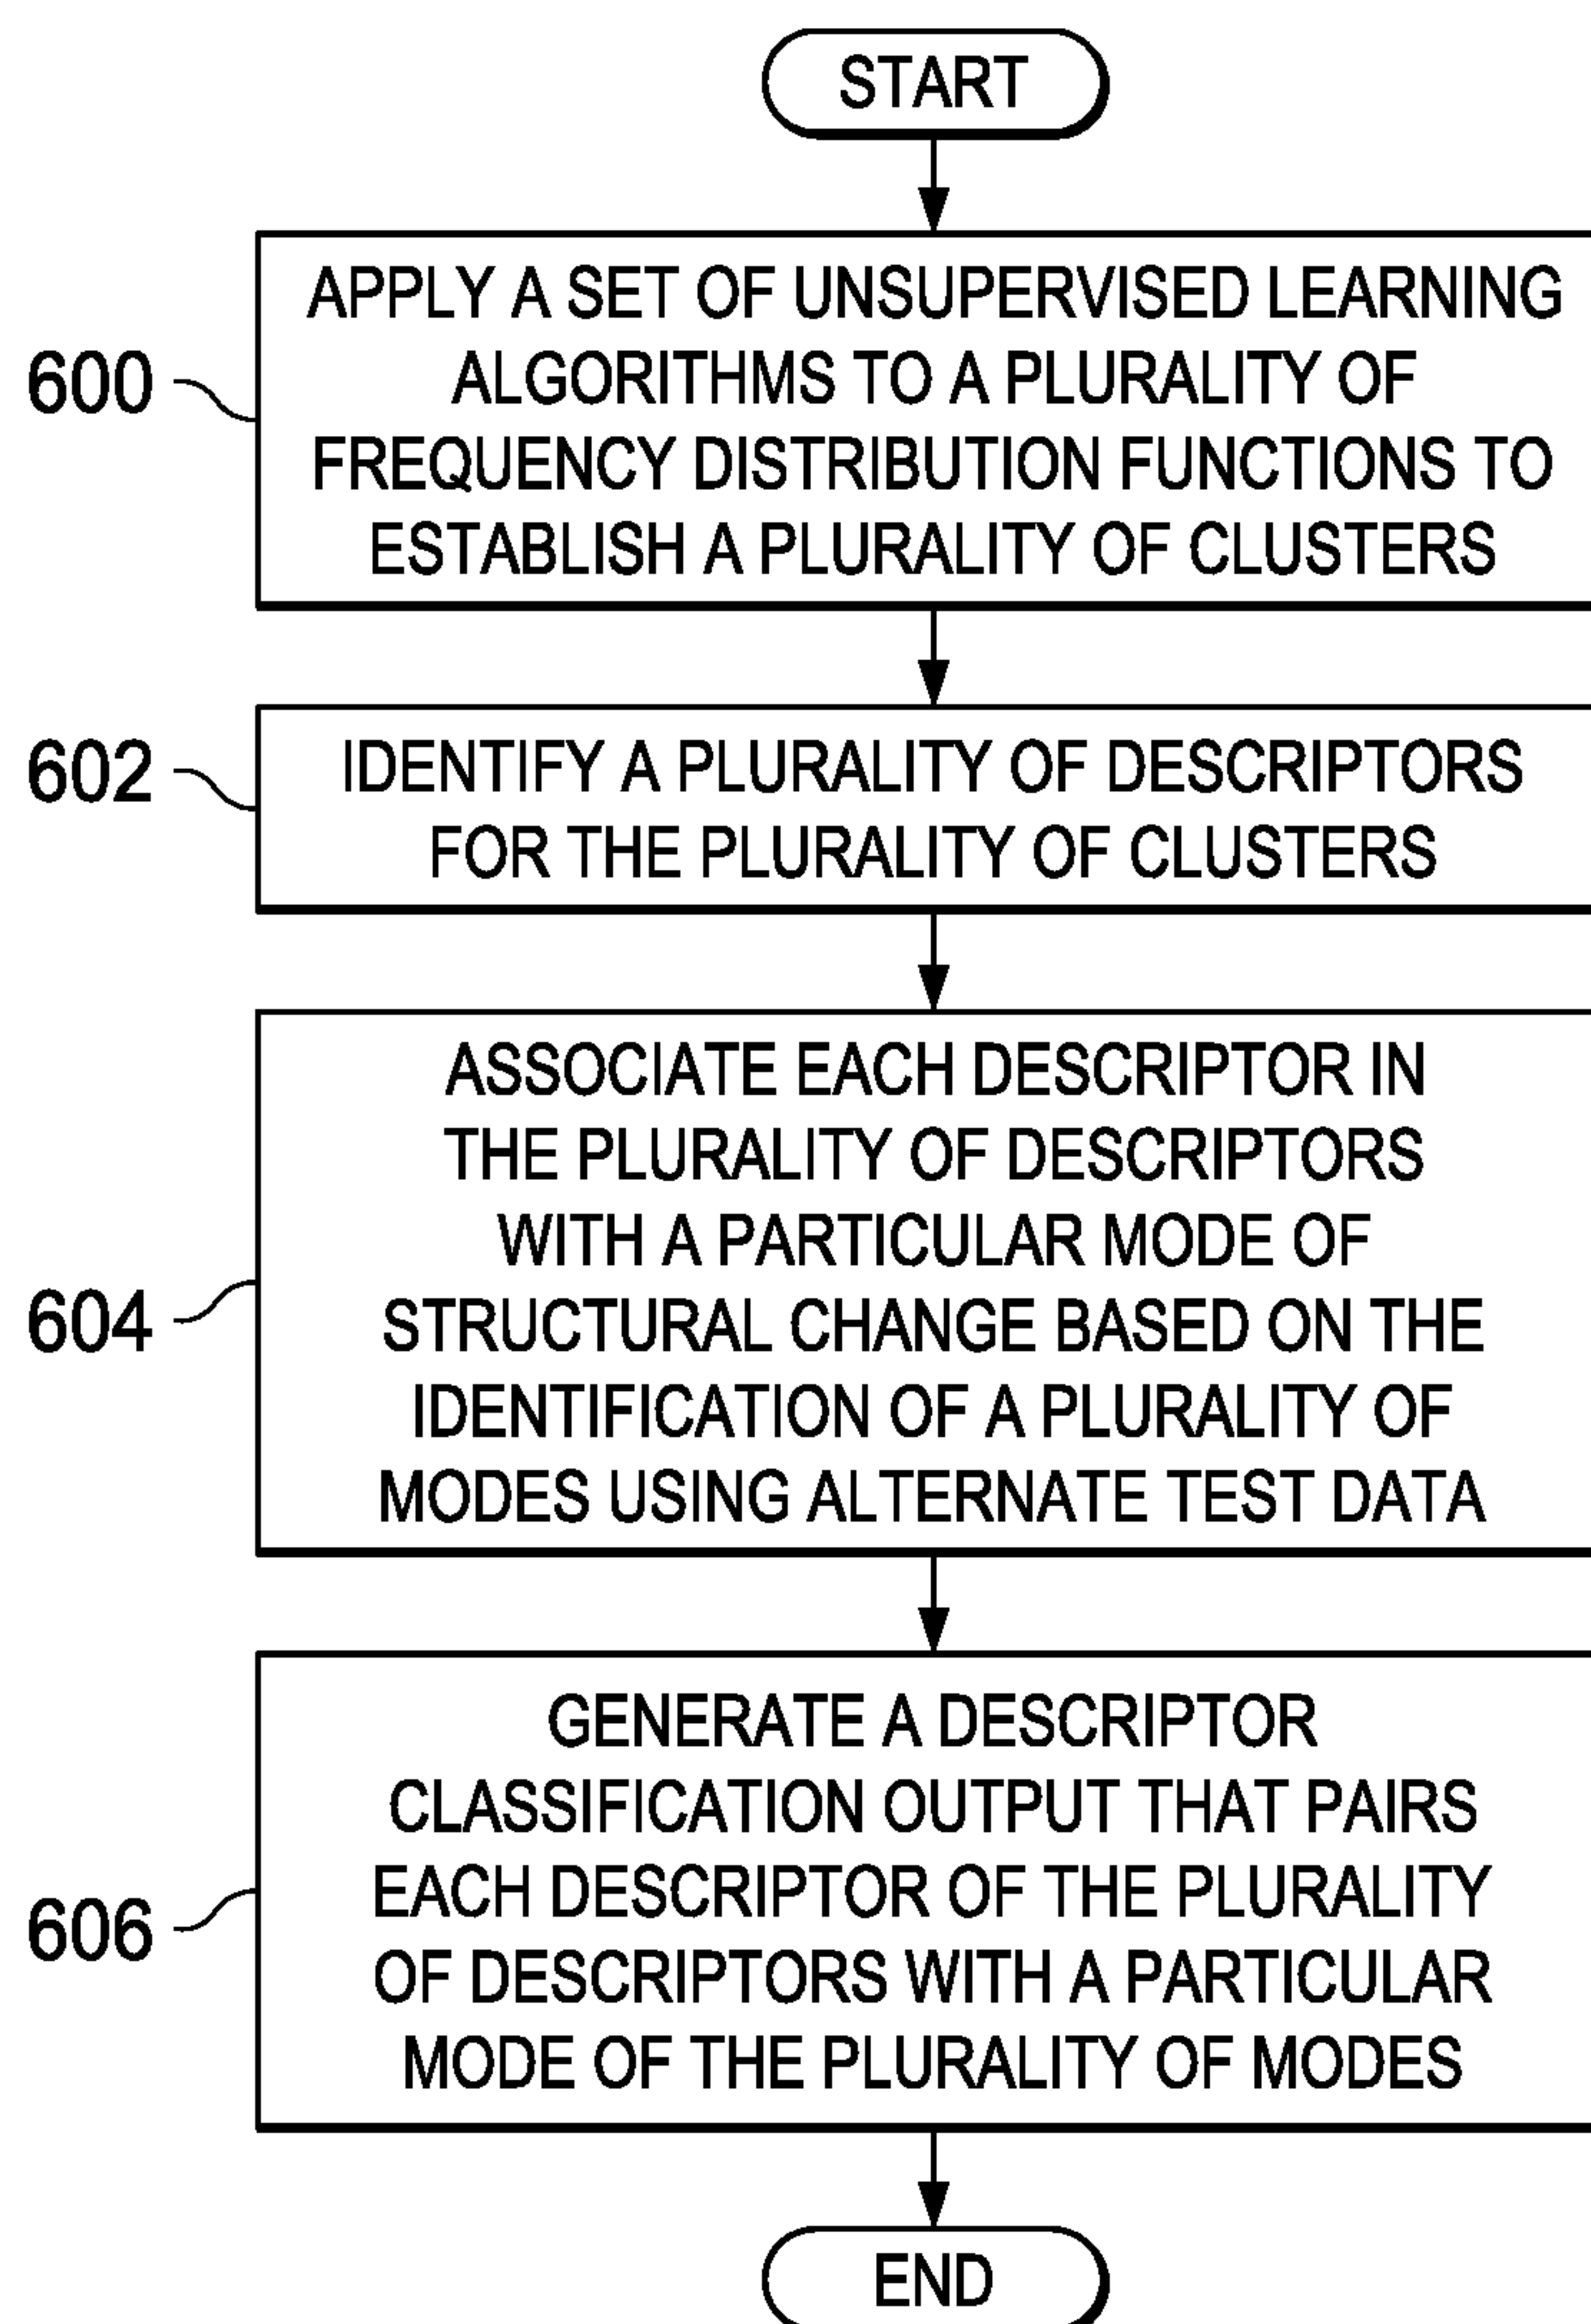 START
600
APPLY A SET OF UNSUPERVISED LEARNING
ALGORITHMS TO A PLURALITY OF
FREQUENCY DISTRIBUTION FUNCTIONS TO
ESTABLISH A PLURALITY OF CLUSTERS
602
IDENTIFY A PLURALITY OF DESCRIPTORS
FOR THE PLURALITY OF CLUSTERS
604
ASSOCIATE EACH DESCRIPTOR IN
THE PLURALITY OF DESCRIPTORS
WITH A PARTICULAR MODE OF
STRUCTURAL CHANGE BASED ON THE
IDENTIFICATION OF A PLURALITY OF
MODES USING ALTERNATE TEST DATA
606
GENERATE A DESCRIPTOR
CLASSIFICATION OUTPUT THAT PAIRS
EACH DESCRIPTOR OF THE PLURALITY
OF DESCRIPTORS WITH A PARTICULAR
MODE OF THE PLURALITY OF MODES
END